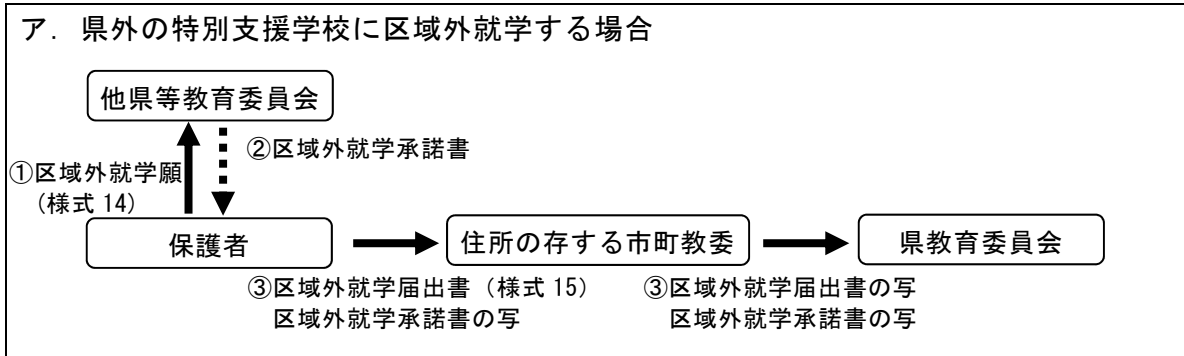 ア．県外の特別支援学校に区域外就学する場合
他県等教育委員会
②区域外就学承諾書
①区域外就学願
（様式 14）
保護者
住所の存する市町教委
県教育委員会
③区域外就学届出書（様式 15）
区域外就学承諾書の写
③区域外就学届出書の写
区域外就学承諾書の写